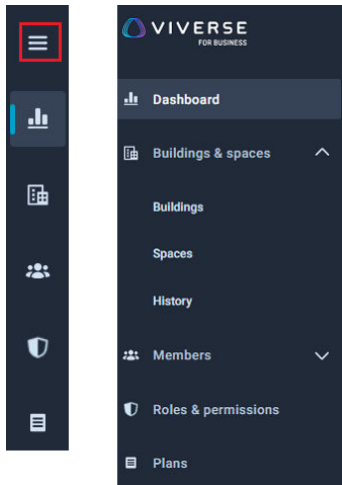 VIVERSE
FOR BUSINESS
Dashboard
Buildings & spaces
Buildings
Spaces
History
Members
Roles & permissions
Plans